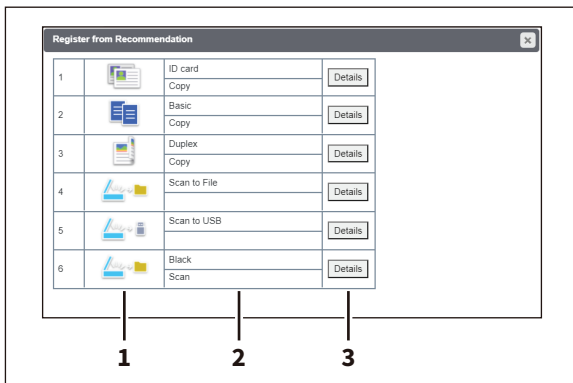 Register from Recommendation
1
ID card
Copy
Details
2
Basic
Copy
Details
3
Duplex
Copy
Details
4
Scan to File
Details
5
Scan to USB
Details
6
Black
Scan
Details
1 2 3